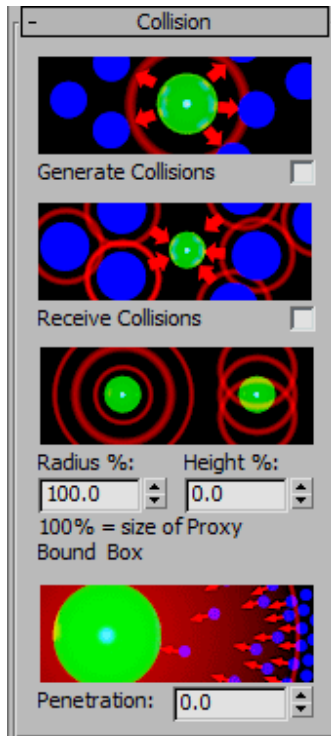 - Collision
Generate Collisions
Receive Collisions
Radius %: Height %:
100.0 0.0
100% = size of Proxy
Bound Box
Penetration: 0.0